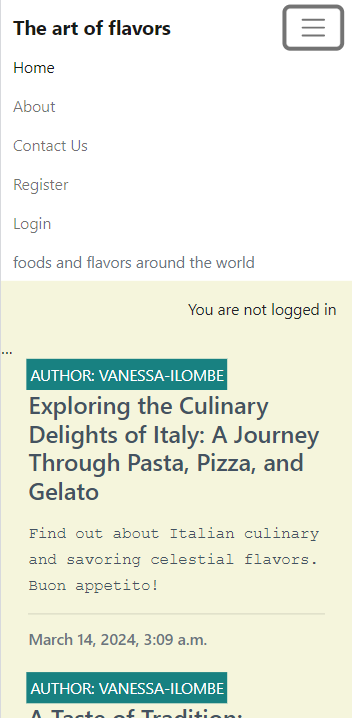 The art of flavors
Home
About
Contact Us
Register
Login
foods and flavors around the world
You are not logged in
...
AUTHOR: VANESSA-ILOMBE
Exploring the Culinary
Delights of Italy: A Journey
Through Pasta, Pizza, and
Gelato
Find out about Italian culinary
and savoring celestial flavors.
Buon appetito!
March 14, 2024, 3:09 a.m.
AUTHOR: VANESSA-ILOMBE
A Taste of Tradition: